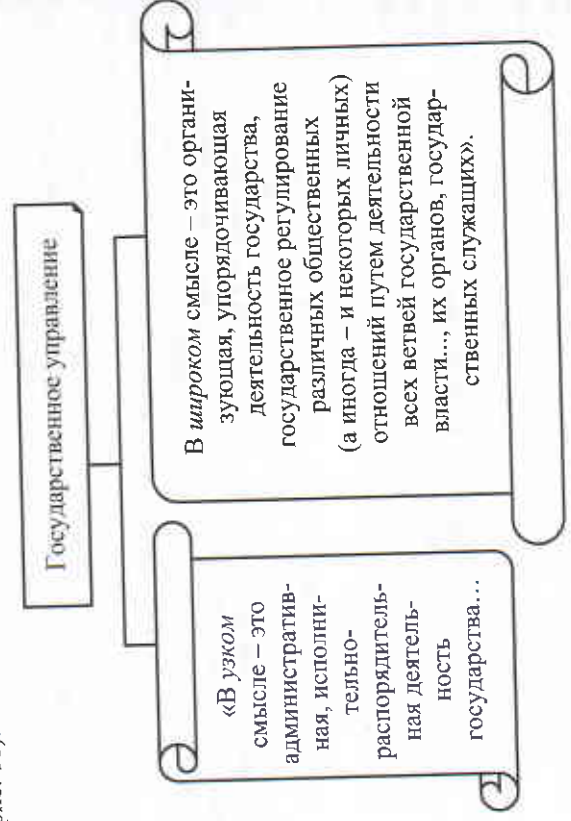 Государственное управление
«В узком
смысле – это
административ-
ная, исполни-
тельно-
распорядитель-
ная деятель-
ность
государства...
В широком смысле – это органи-
зующая, упорядочивающая
деятельность государства,
государственное регулирование
различных общественных
(а иногда – и некоторых личных)
отношений путем деятельности
всех ветвей государственной
власти..., их органов, государ-
ственных служащих».